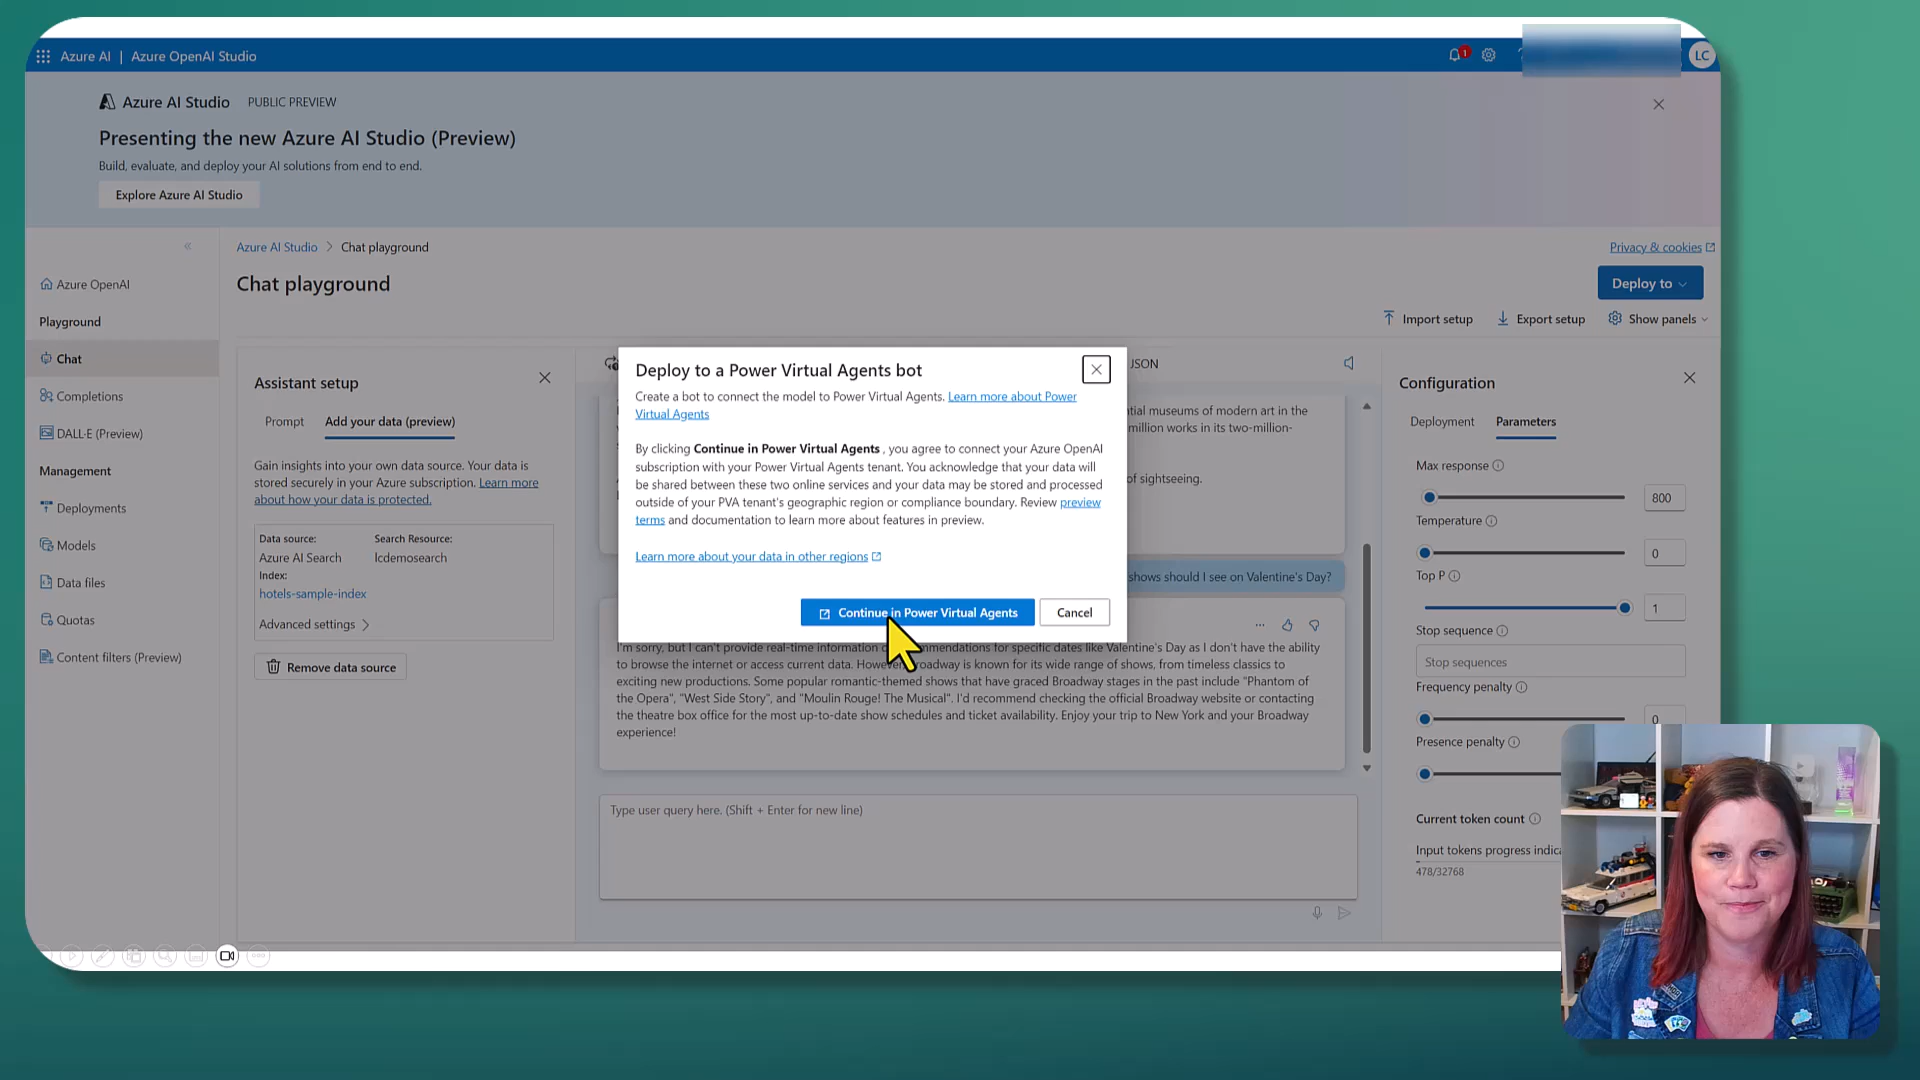 Azure AI | Azure OpenAI Studio
1
LC
Azure AI Studio PUBLIC PREVIEW
Presenting the new Azure AI Studio (Preview)
Build, evaluate, and deploy your AI solutions from end to end.
Explore Azure AI Studio
Azure AI Studio > Chat playground
Privacy & cookies
Chat playground
Deploy to
Import setup
Export setup
Show panels
Azure OpenAI
Playground
Chat
Completions
DALL·E (Preview)
Management
Deployments
Models
Data files
Quotas
Content filters (Preview)
Assistant setup
Prompt
Add your data (preview)
Gain insights into your own data source. Your data is
stored securely in your Azure subscription. Learn more
about how your data is protected.
Data source:
Azure AI Search
Search Resource:
lcdemosearch
Index:
hotels-sample-index
Advanced settings
Remove data source
JSON
tial museums of modern art in the
million works in its two-million-
of sightseeing.
shows should I see on Valentine's Day?
Deploy to a Power Virtual Agents bot
Create a bot to connect the model to Power Virtual Agents. Learn more about Power
Virtual Agents
By clicking Continue in Power Virtual Agents , you agree to connect your Azure OpenAI
subscription with your Power Virtual Agents tenant. You acknowledge that your data will
be shared between these two online services and your data may be stored and processed
outside of your PVA tenant's geographic region or compliance boundary. Review preview
terms and documentation to learn more about features in preview.
Learn more about your data in other regions
Continue in Power Virtual Agents
Cancel
I'm sorry, but I can't provide real-time information ommendations for specific dates like Valentine's Day as I don't have the ability
to browse the internet or access current data. However roadway is known for its wide range of shows, from timeless classics to
exciting new productions. Some popular romantic-themed shows that have graced Broadway stages in the past include "Phantom of
the Opera", "West Side Story", and "Moulin Rouge! The Musical". I'd recommend checking the official Broadway website or contacting
the theatre box office for the most up-to-date show schedules and ticket availability. Enjoy your trip to New York and your Broadway
experience!
Type user query here. (Shift + Enter for new line)
Configuration
Deployment
Parameters
Max response
800
Temperature
0
Top P
1
Stop sequence
Stop sequences
Frequency penalty
0
Presence penalty
Current token count
Input tokens progress indica
478/32768